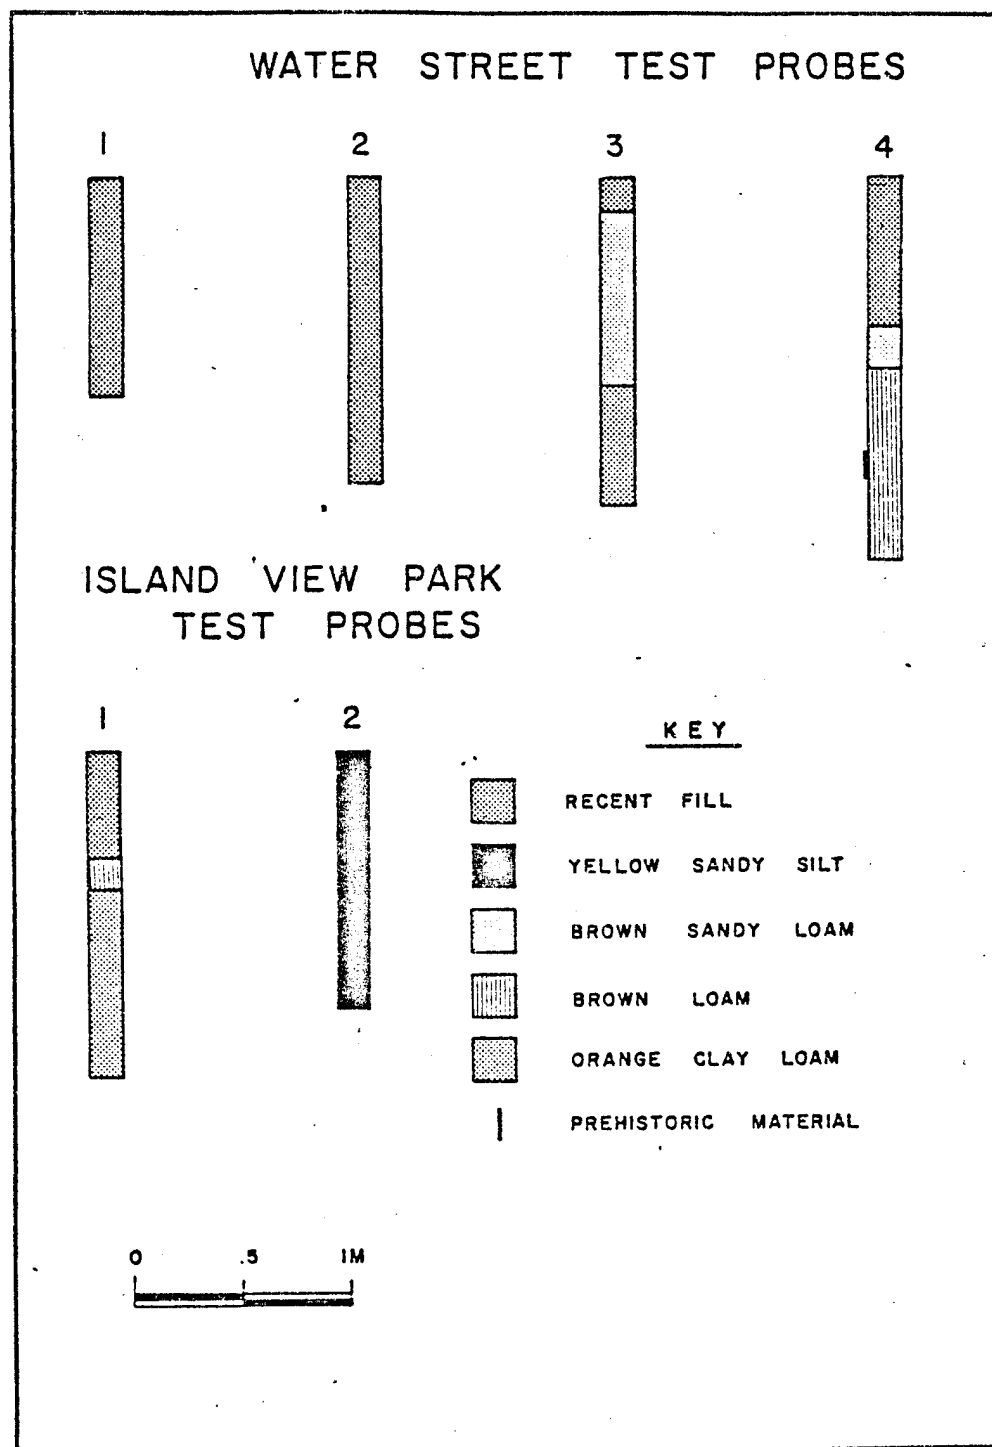 WATER STREET TEST PROBES
1 2 3 4
ISLAND VIEW PARK
TEST PROBES
1 2
KEY
RECENT FILL
YELLOW SANDY SILT
BROWN SANDY LOAM
BROWN LOAM
ORANGE CLAY LOAM
PREHISTORIC MATERIAL
0 .5 1M